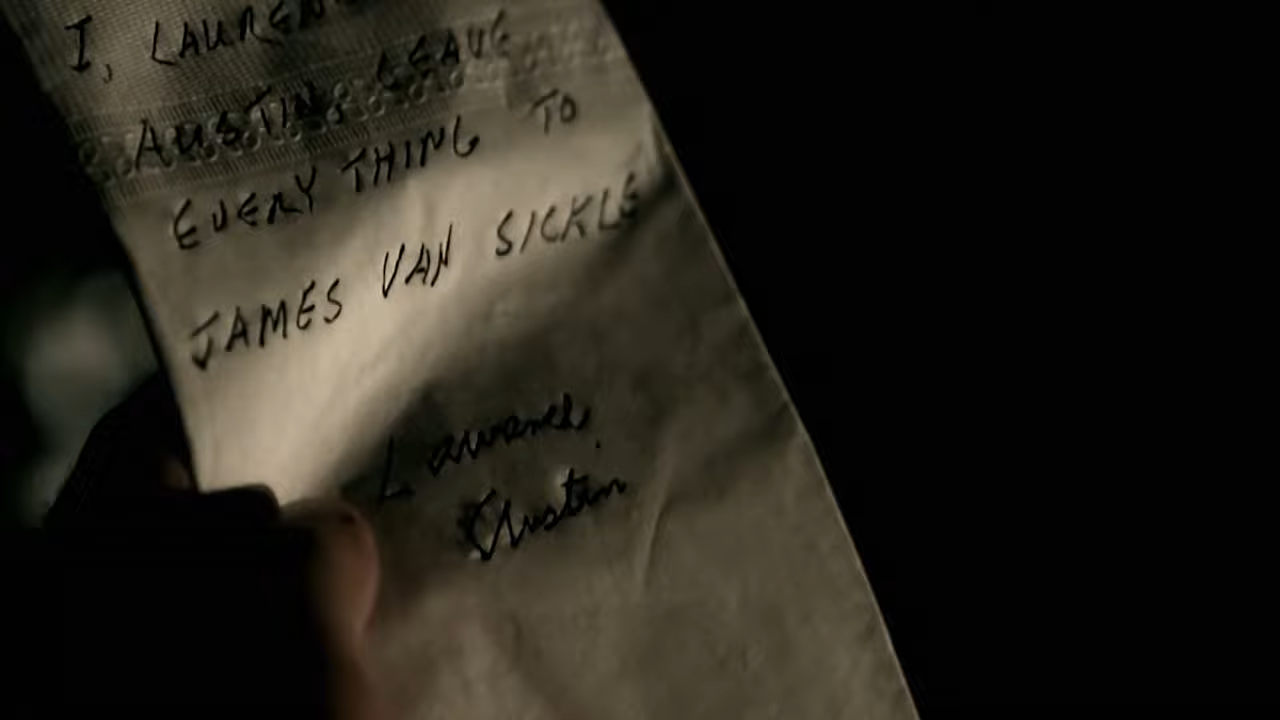 I, LAUREN
AUSTIN, LEAVE
EVERY THING TO
JAMES VAN SICKLE
Lawrence
Austin